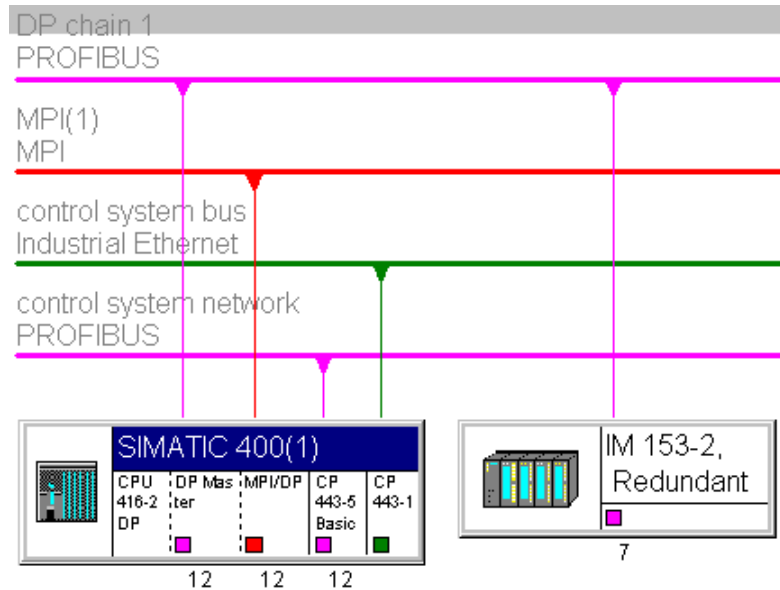 DP chain 1
PROFIBUS
MPI(1)
MPI
control system bus
Industrial Ethernet
control system network
PROFIBUS
SIMATIC 400(1)
CPU
416-2
DP
DP Mas
ter
MPI/DP
CP
443-5
Basic
CP
443-1
12
12
12
IM 153-2,
Redundant
7